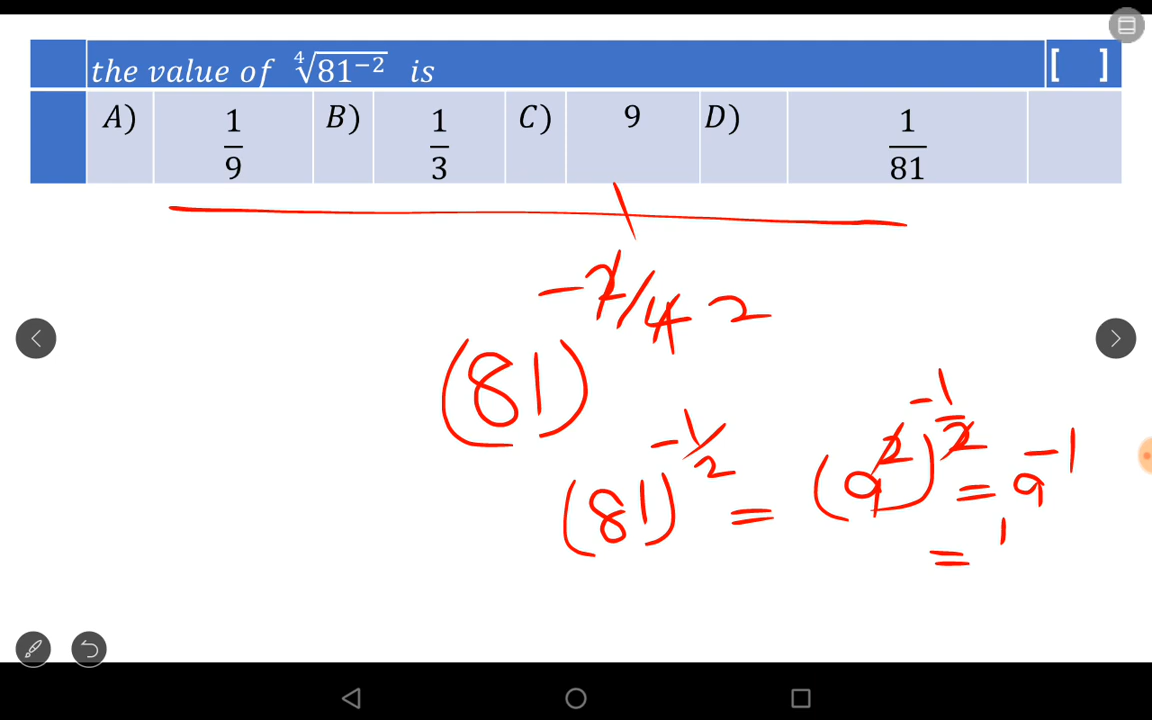 the value of ∜81⁻² is [ ]
A) 1/9 B) 1/3 C) 9 D) 1/81
(81)^(-2/4) 2
(81)^(-1/2) = (9²)^(-1/2) = 9⁻¹
= 1